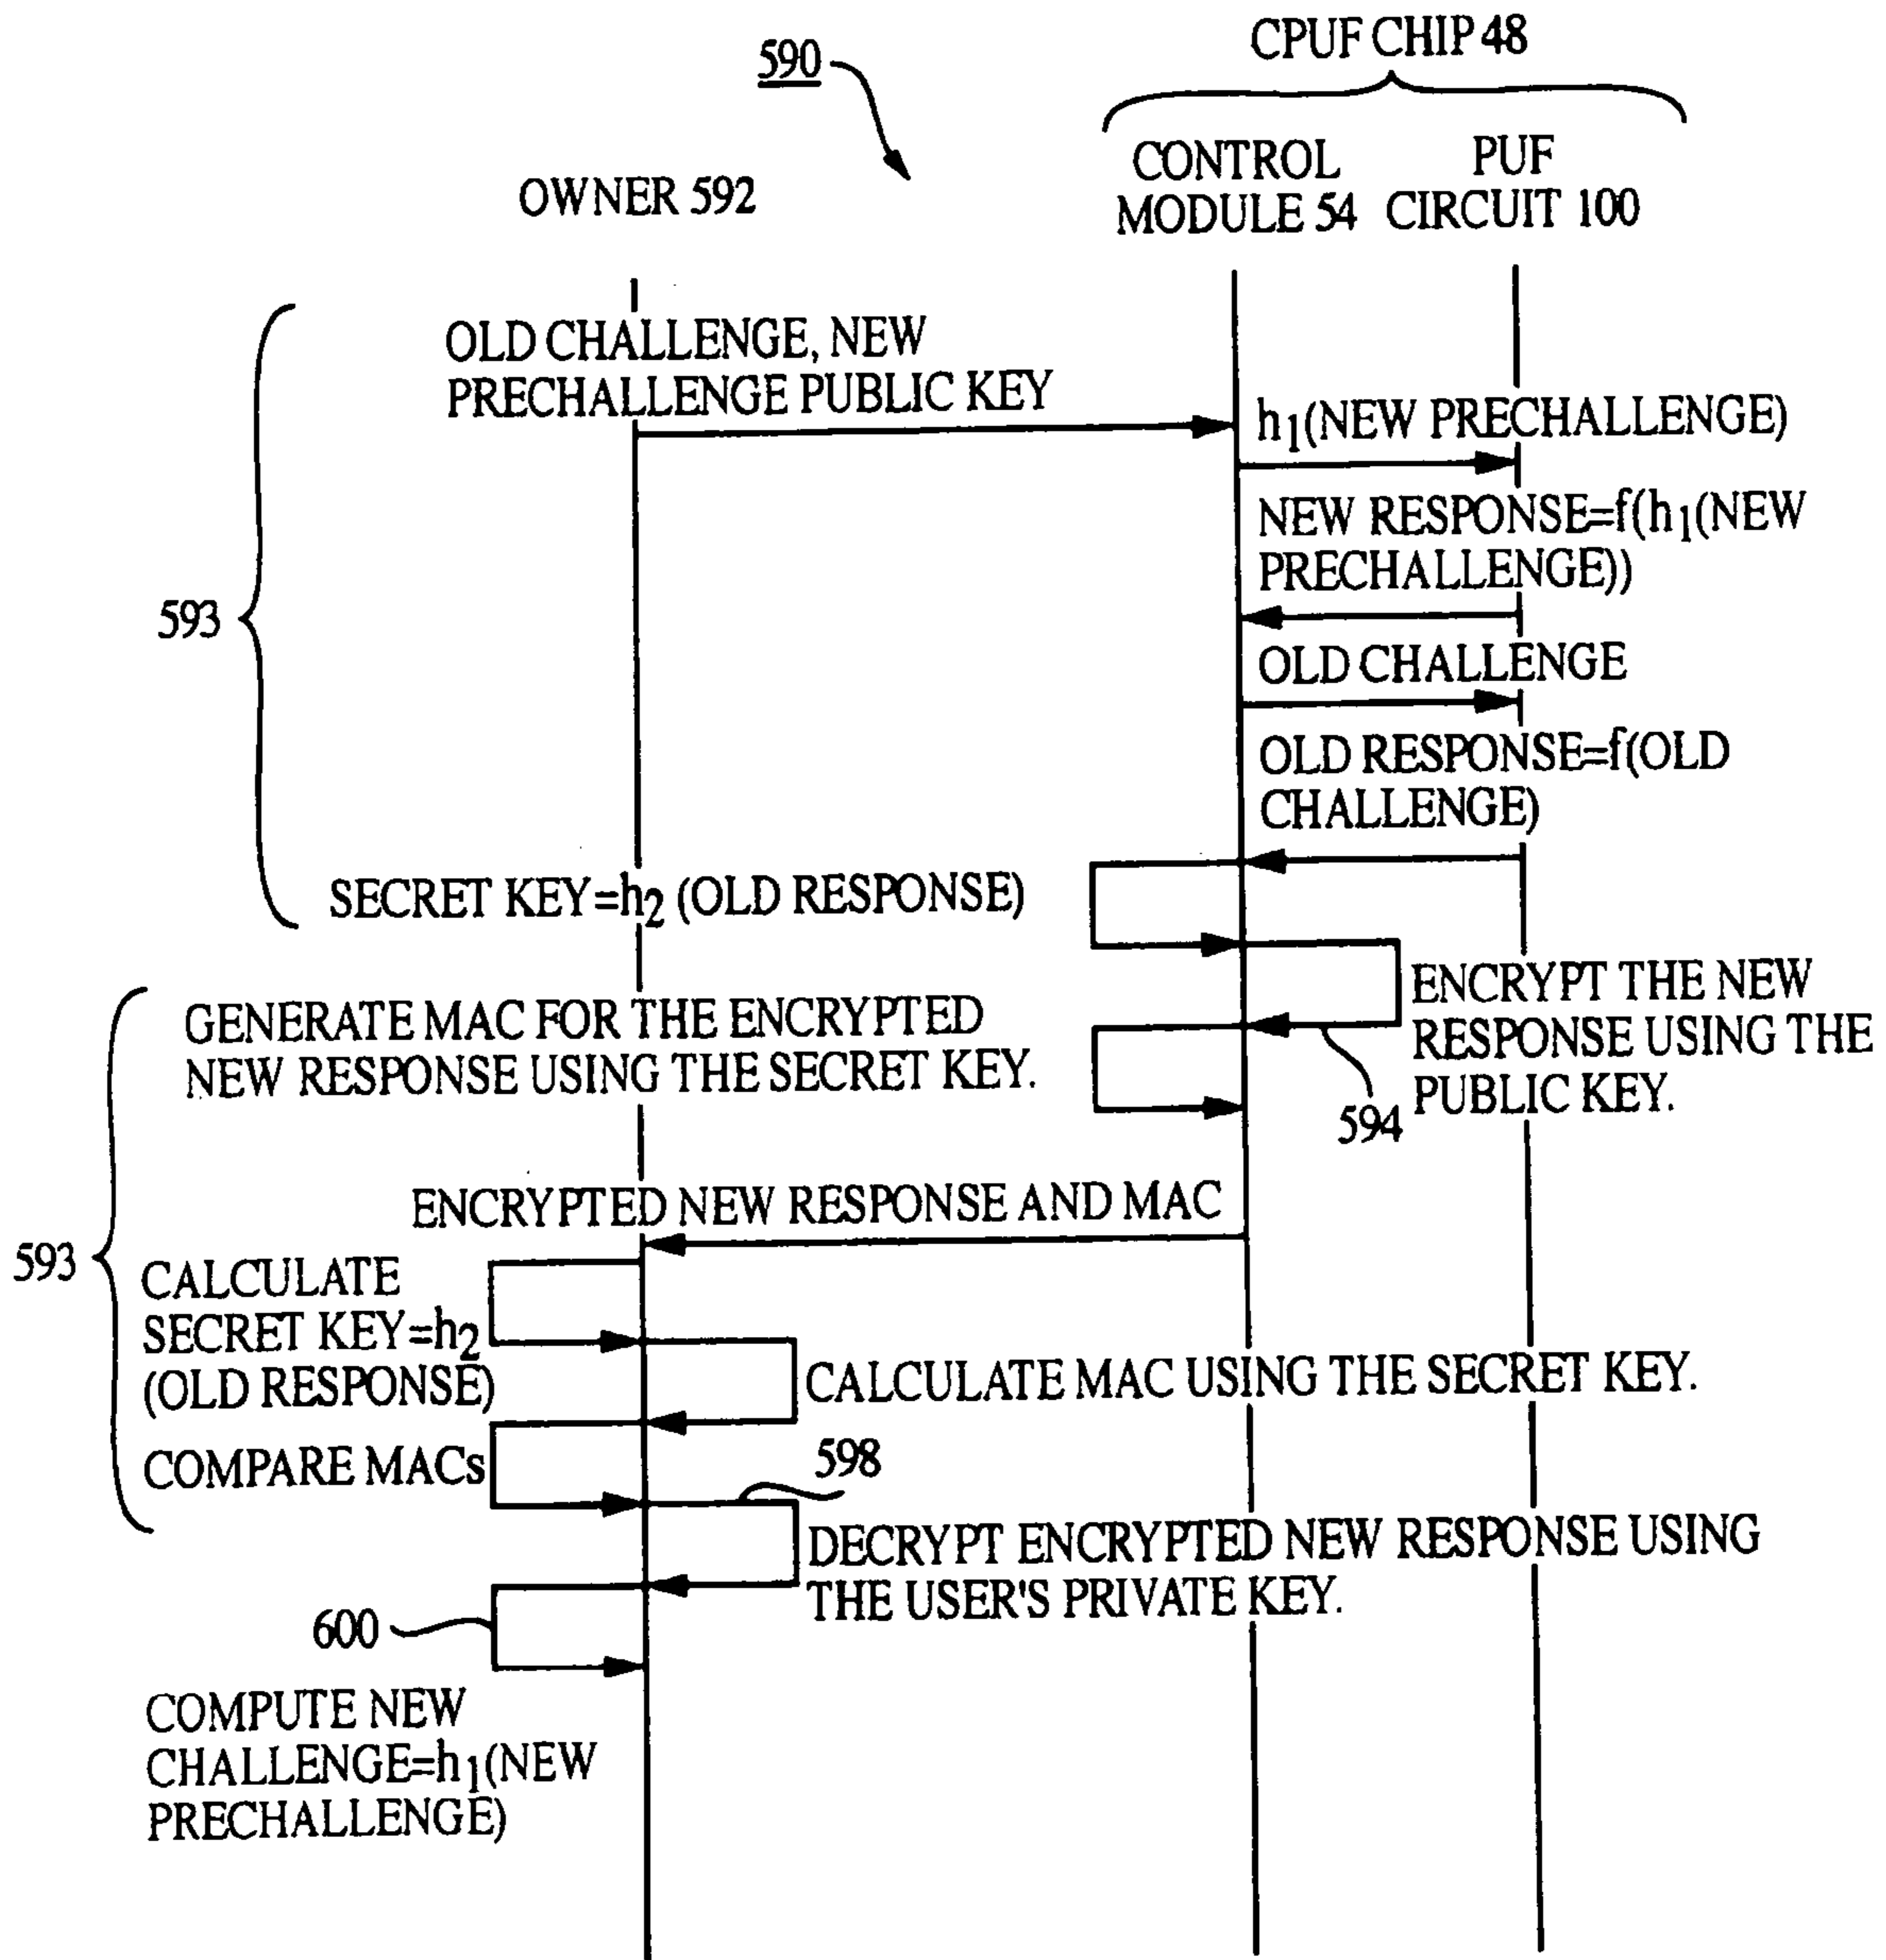 590
CPUF CHIP 48
OWNER 592
CONTROL
MODULE 54
PUF
CIRCUIT 100
593
OLD CHALLENGE, NEW
PRECHALLENGE PUBLIC KEY
h1(NEW PRECHALLENGE)
NEW RESPONSE=f(h1(NEW
PRECHALLENGE))
OLD CHALLENGE
OLD RESPONSE=f(OLD
CHALLENGE)
SECRET KEY=h2 (OLD RESPONSE)
ENCRYPT THE NEW
RESPONSE USING THE
PUBLIC KEY.
594
593
GENERATE MAC FOR THE ENCRYPTED
NEW RESPONSE USING THE SECRET KEY.
ENCRYPTED NEW RESPONSE AND MAC
CALCULATE
SECRET KEY=h2
(OLD RESPONSE)
CALCULATE MAC USING THE SECRET KEY.
COMPARE MACs
598
DECRYPT ENCRYPTED NEW RESPONSE USING
THE USER'S PRIVATE KEY.
600
COMPUTE NEW
CHALLENGE=h1(NEW
PRECHALLENGE)